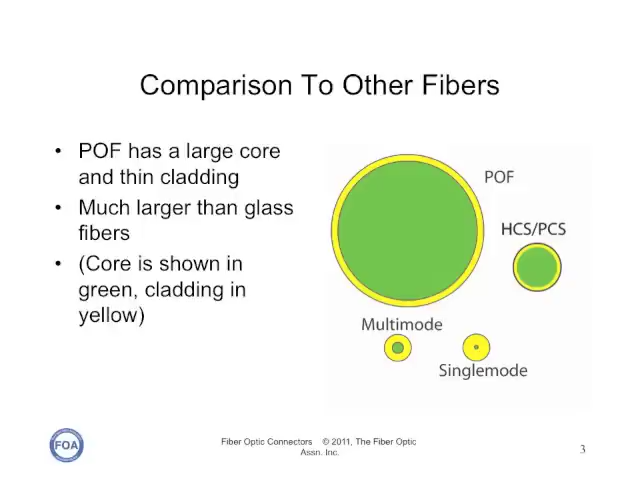 Comparison To Other Fibers
• POF has a large core
and thin cladding
• Much larger than glass
fibers
• (Core is shown in
green, cladding in
yellow)
POF
HCS/PCS
Multimode
Singlemode
FOA
Fiber Optic Connectors © 2011, The Fiber Optic
Assn. Inc.
3